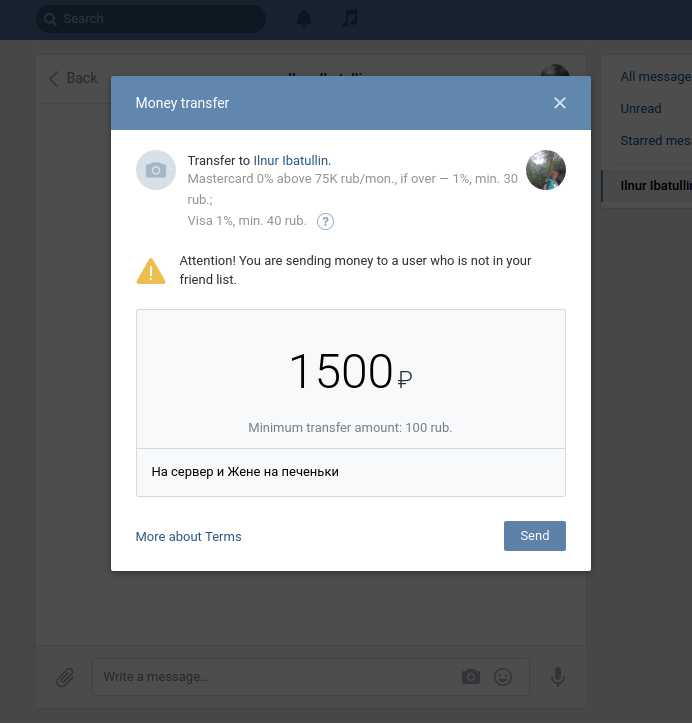 Search
Back
All message
Unread
Starred mes
Ilnur Ibatulli
Money transfer
Transfer to Ilnur Ibatullin.
Mastercard 0% above 75K rub/mon., if over — 1%, min. 30
rub.;
Visa 1%, min. 40 rub. ?
Attention! You are sending money to a user who is not in your
friend list.
1500 ₽
Minimum transfer amount: 100 rub.
На сервер и Жене на печеньки
More about Terms
Send
Write a message...